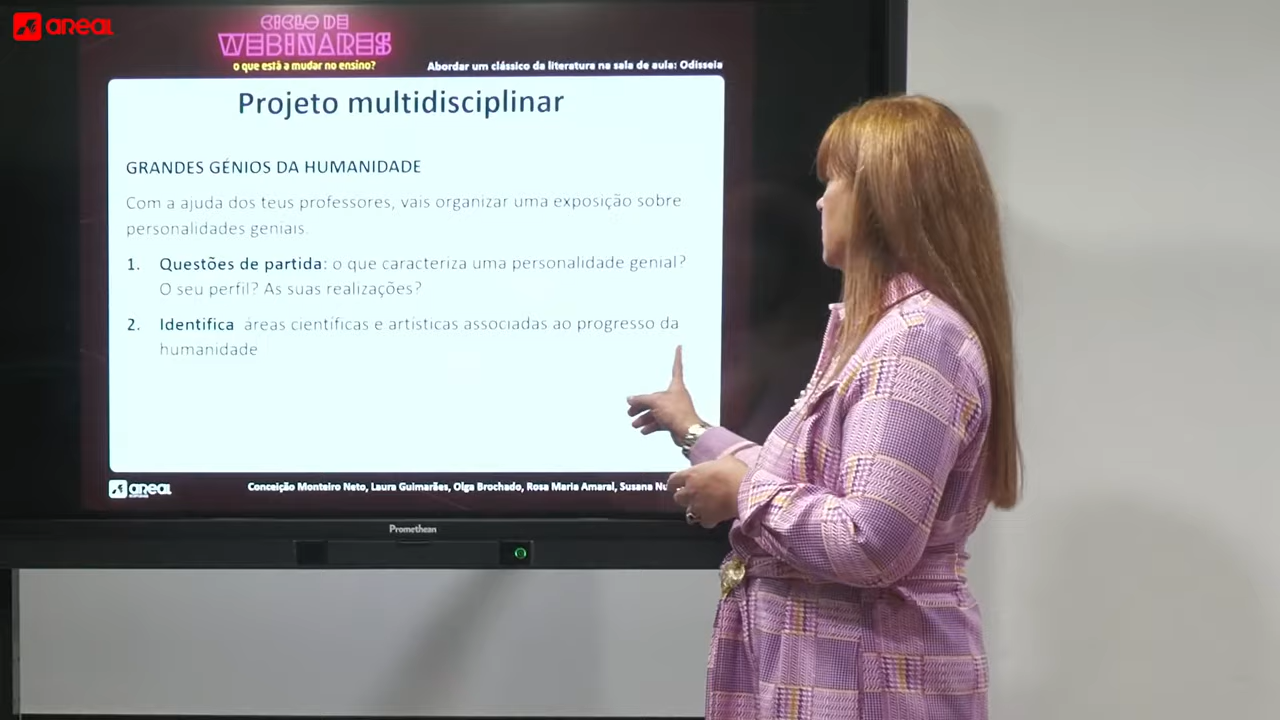 areal
CICLO DE
WEBINARES
o que está a mudar no ensino?
Abordar um clássico da literatura na sala de aula: Odisseia
Projeto multidisciplinar
GRANDES GÉNIOS DA HUMANIDADE
Com a ajuda dos teus professores, vais organizar uma exposição sobre
personalidades geniais.
1. Questões de partida: o que caracteriza uma personalidade genial?
O seu perfil? As suas realizações?
2. Identifica áreas científicas e artísticas associadas ao progresso da
humanidade
areal
Conceição Monteiro Neto, Laura Guimarães, Olga Brochado, Rosa Maria Amaral, Susana
Promethean